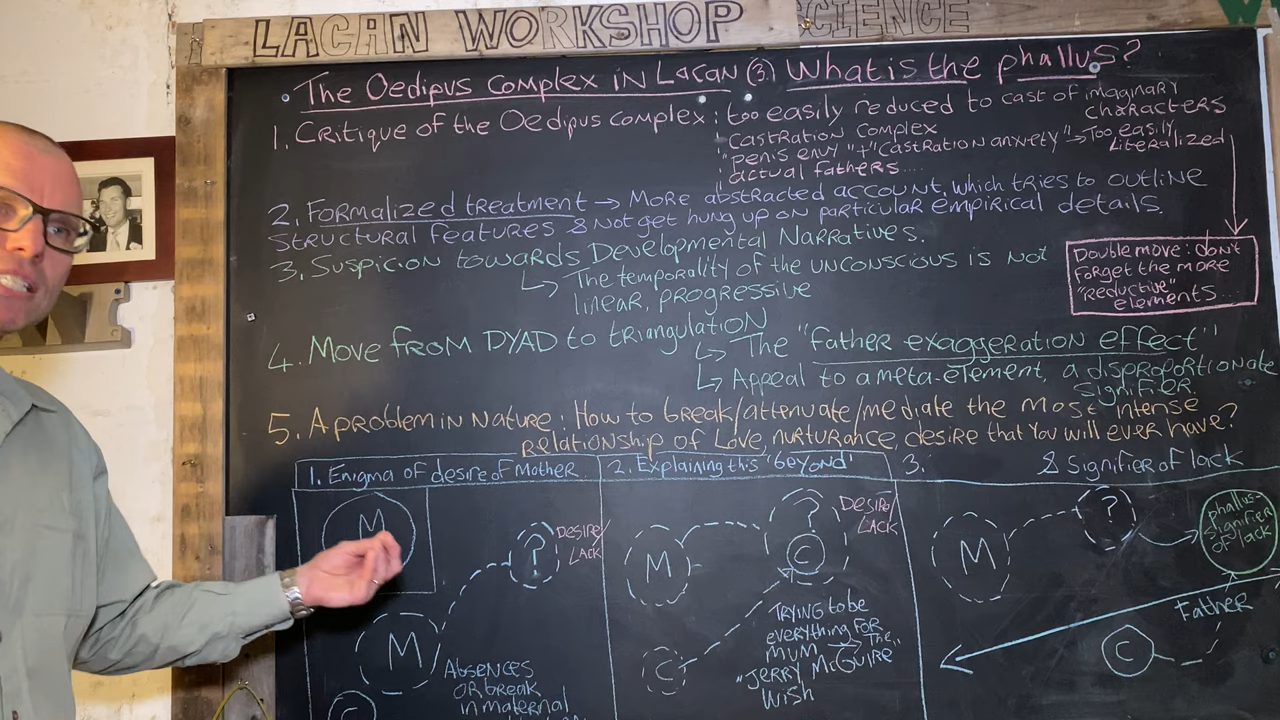 LACAN WORKSHOP
SCIENCE
The Oedipus Complex in Lacan (3) What is the phallus?
1. Critique of the Oedipus complex: too easily reduced to cast of imaginary
characters
Castration Complex
"penis envy" + "Castration anxiety" → Too easily
Literalized
actual fathers....
2. Formalized treatment → More abstracted account, which tries to outline
structural features & not get hung up on particular empirical details.
3. Suspicion towards Developmental Narratives.
↳ The temporality of the unconscious is not
linear, progressive
Double move: don't
forget the more
"reductive"
elements...
4. Move from DYAD to triangulation
↳ The "Father exaggeration effect"
↳ Appeal to a meta-element, a disproportionate
signifier
5. A problem in Nature: How to break/attenuate/mediate the most intense
relationship of Love, nurturance, desire that You will ever have?
1. Enigma of desire of Mother
2. Explaining this 'beyond'
3. & Signifier of lack
M
?
DESIRE/
LACK
M
Absences
or break
in maternal
C
M
?
C
DESIRE/
LACK
C
TRYING to be
everything FOR
MUM → The
"JERRY McGUIRE"
WISH
M
?
phallus-
signifier
of lack
Father
C